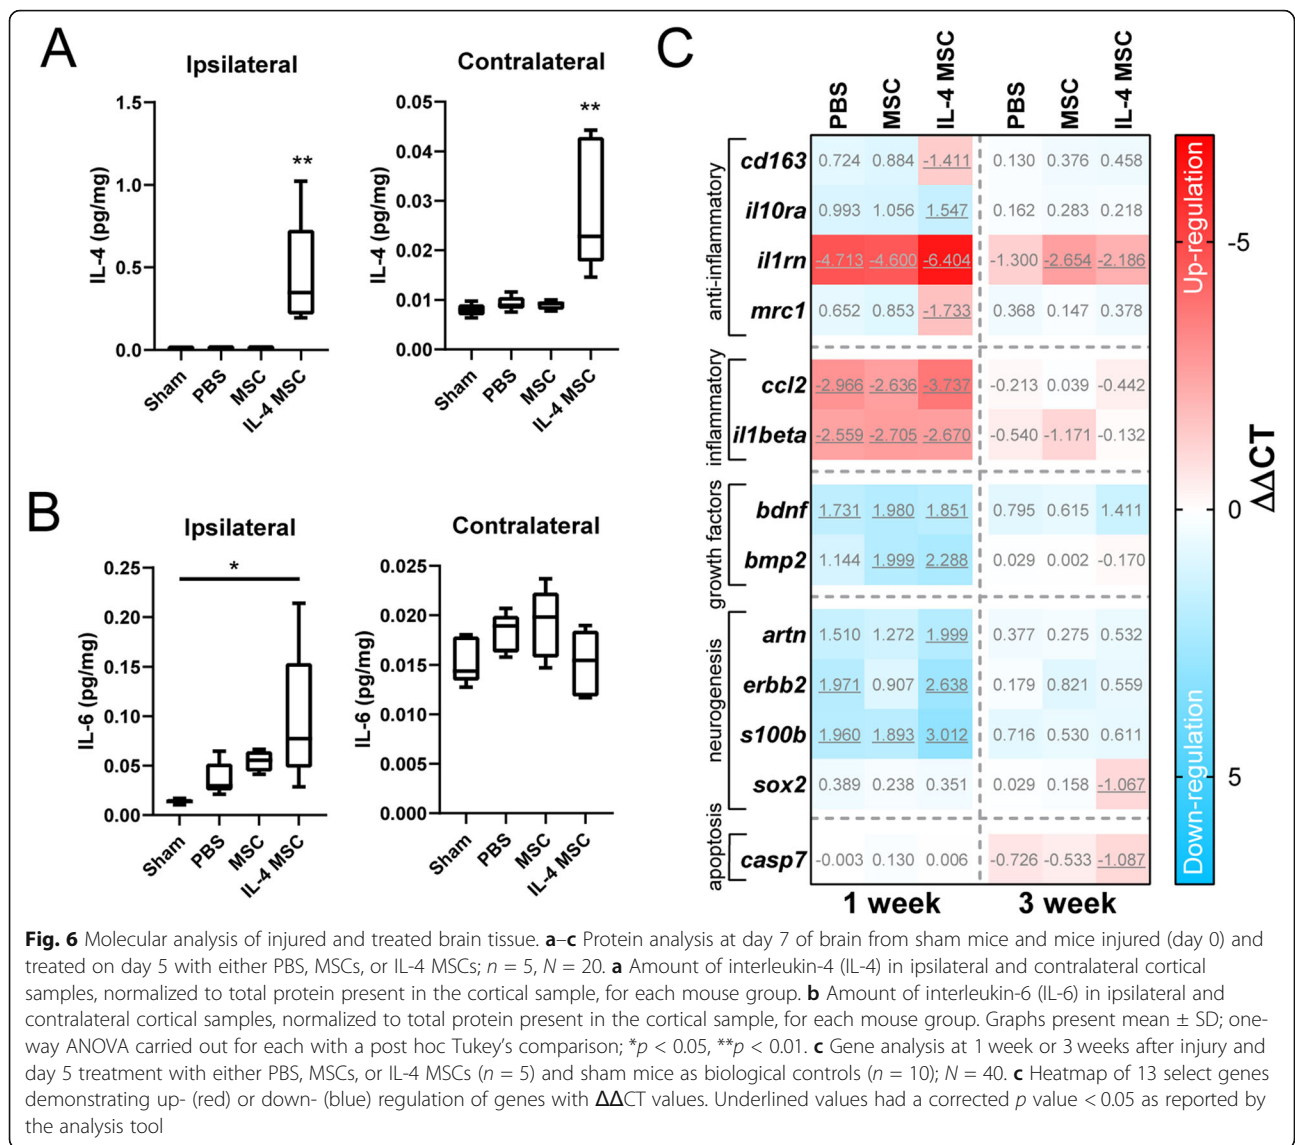 A
Ipsilateral
IL-4 (pg/mg)
1.5
1.0
0.5
0.0
**
Sham
PBS
MSC
IL-4 MSC
Contralateral
IL-4 (pg/mg)
0.05
0.04
0.03
0.02
0.01
0.00
**
Sham
PBS
MSC
IL-4 MSC
B
Ipsilateral
IL-6 (pg/mg)
0.25
0.20
0.15
0.10
0.05
0.00
*
Sham
PBS
MSC
IL-4 MSC
Contralateral
IL-6 (pg/mg)
0.025
0.020
0.015
0.010
0.005
0.000
Sham
PBS
MSC
IL-4 MSC
C
PBS MSC IL-4 MSC PBS MSC IL-4 MSC
anti-inflammatory
cd163 0.724 0.884 -1.411 0.130 0.376 0.458
il10ra 0.993 1.056 1.547 0.162 0.283 0.218
il1rn -4.713 -4.600 -6.404 -1.300 -2.654 -2.186
mrc1 0.652 0.853 -1.733 0.368 0.147 0.378
inflammatory
ccl2 -2.966 -2.636 -3.737 -0.213 0.039 -0.442
il1beta -2.559 -2.705 -2.670 -0.540 -1.171 -0.132
growth factors
bdnf 1.731 1.980 1.851 0.795 0.615 1.411
bmp2 1.144 1.999 2.288 0.029 0.002 -0.170
neurogenesis
artn 1.510 1.272 1.999 0.377 0.275 0.532
erbb2 1.971 0.907 2.638 0.179 0.821 0.559
s100b 1.960 1.893 3.012 0.716 0.530 0.611
sox2 0.389 0.238 0.351 0.029 0.158 -1.067
apoptosis
casp7 -0.003 0.130 0.006 -0.726 -0.533 -1.087
1 week 3 week
Up-regulation
Down-regulation
-5
0
5
ΔΔCT
Fig. 6 Molecular analysis of injured and treated brain tissue. a–c Protein analysis at day 7 of brain from sham mice and mice injured (day 0) and
treated on day 5 with either PBS, MSCs, or IL-4 MSCs; n = 5, N = 20. a Amount of interleukin-4 (IL-4) in ipsilateral and contralateral cortical
samples, normalized to total protein present in the cortical sample, for each mouse group. b Amount of interleukin-6 (IL-6) in ipsilateral and
contralateral cortical samples, normalized to total protein present in the cortical sample, for each mouse group. Graphs present mean ± SD; one-
way ANOVA carried out for each with a post hoc Tukey's comparison; *p < 0.05, **p < 0.01. c Gene analysis at 1 week or 3 weeks after injury and
day 5 treatment with either PBS, MSCs, or IL-4 MSCs (n = 5) and sham mice as biological controls (n = 10); N = 40. c Heatmap of 13 select genes
demonstrating up- (red) or down- (blue) regulation of genes with ΔΔCT values. Underlined values had a corrected p value < 0.05 as reported by
the analysis tool